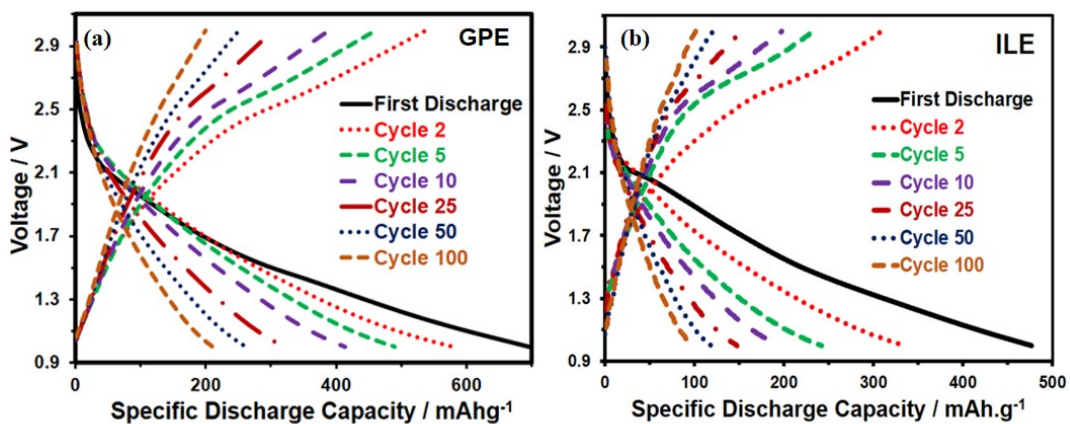 (a)
GPE
Voltage / V
2.9
2.5
2.1
1.7
1.3
0.9
First Discharge
Cycle 2
Cycle 5
Cycle 10
Cycle 25
Cycle 50
Cycle 100
0
200
400
600
Specific Discharge Capacity / mAhg⁻¹
(b)
ILE
Voltage / V
2.9
2.5
2.1
1.7
1.3
0.9
First Discharge
Cycle 2
Cycle 5
Cycle 10
Cycle 25
Cycle 50
Cycle 100
0
100
200
300
400
500
Specific Discharge Capacity / mAh.g⁻¹